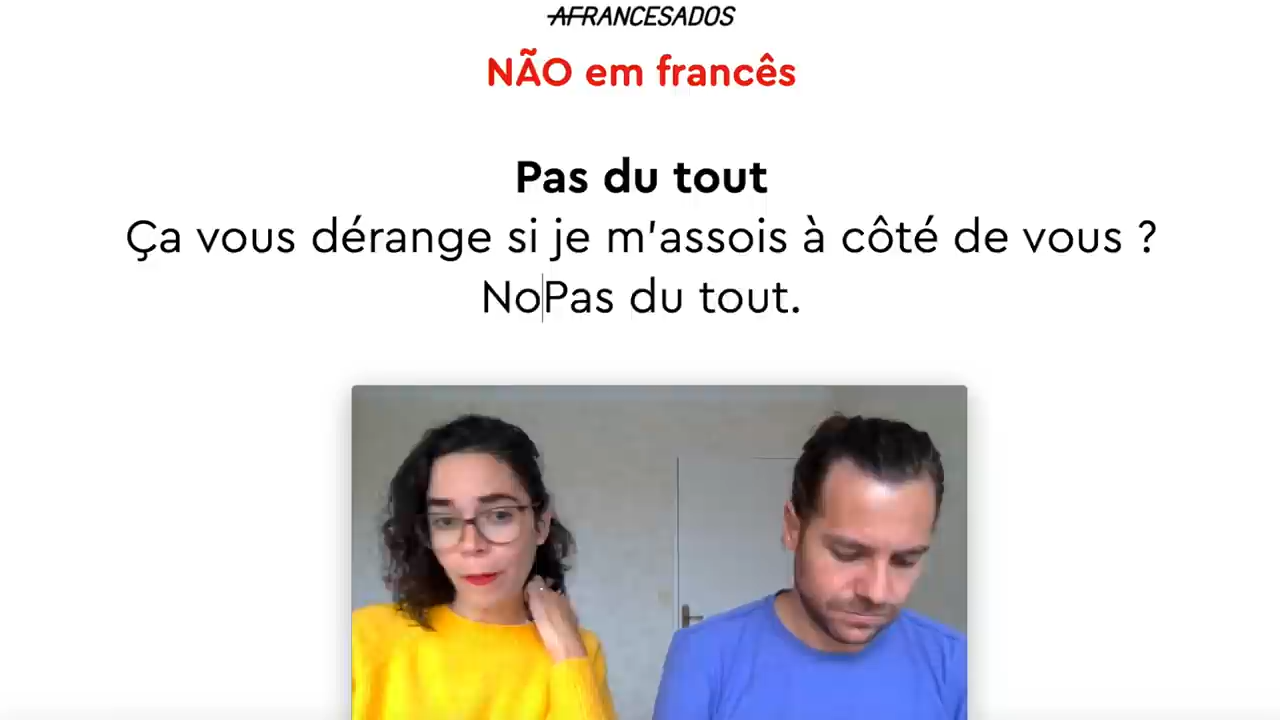 AFRANCESADOS
NÃO em francês
Pas du tout
Ça vous dérange si je m'assois à côté de vous ?
NoPas du tout.